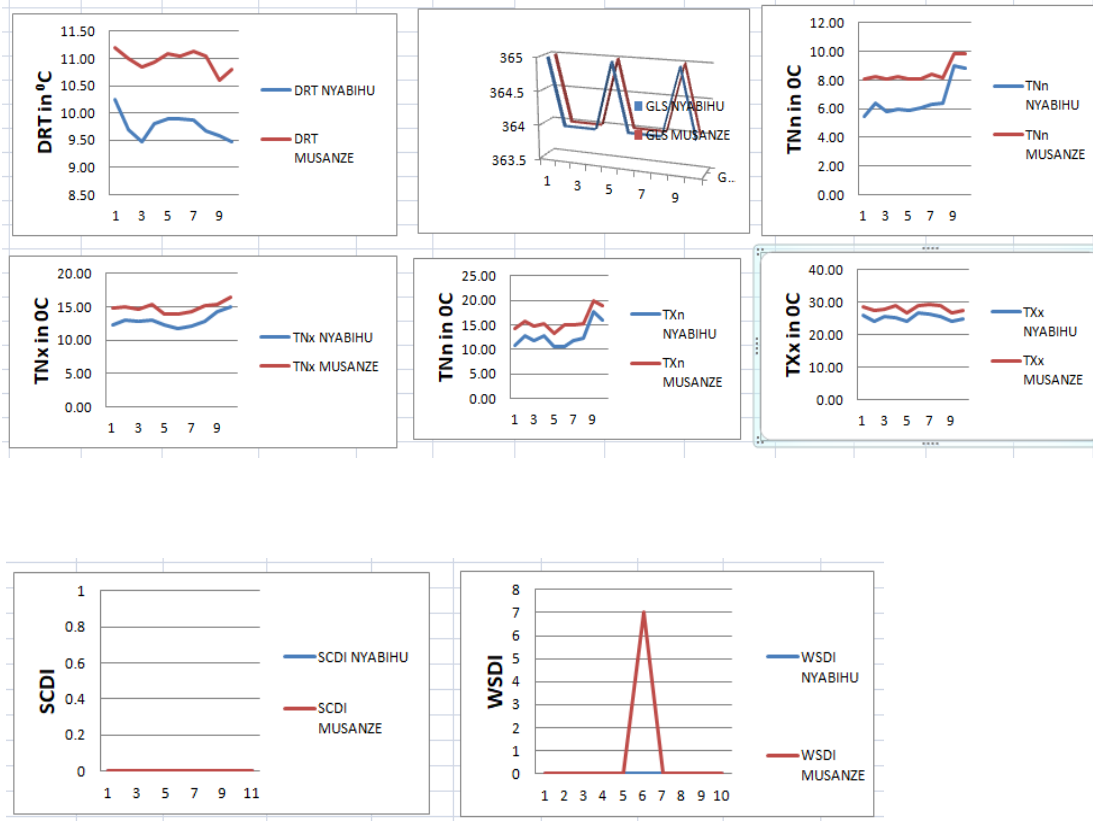 DRT in ⁰C
11.50
11.00
10.50
10.00
9.50
9.00
8.50
1 3 5 7 9
DRT NYABIHU
DRT
MUSANZE
365
364.5
364
363.5
1 3 5 7 9
G...
GLS NYABIHU
GLS MUSANZE
TNn in 0C
12.00
10.00
8.00
6.00
4.00
2.00
0.00
1 3 5 7 9
TNn
NYABIHU
TNn
MUSANZE
TNx in 0C
20.00
15.00
10.00
5.00
0.00
1 3 5 7 9
TNx NYABIHU
TNx MUSANZE
TNn in 0C
25.00
20.00
15.00
10.00
5.00
0.00
1 3 5 7 9
TXn
NYABIHU
TXn
MUSANZE
TXx in 0C
40.00
30.00
20.00
10.00
0.00
1 3 5 7 9
TXx
NYABIHU
TXx
MUSANZE
SCDI
1
0.8
0.6
0.4
0.2
0
1 3 5 7 9 11
SCDI NYABIHU
SCDI
MUSANZE
WSDI
8
7
6
5
4
3
2
1
0
1 2 3 4 5 6 7 8 9 10
WSDI
NYABIHU
WSDI
MUSANZE